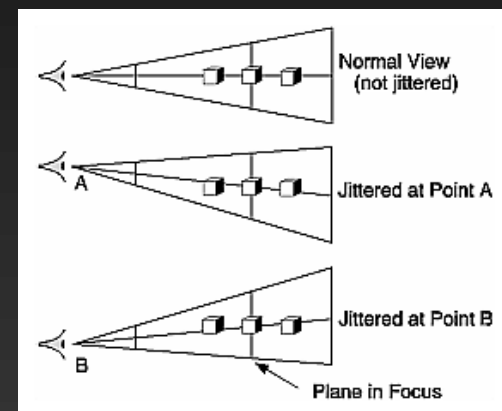 Normal View
(not jittered)
A
Jittered at Point A
Jittered at Point B
B
Plane in Focus